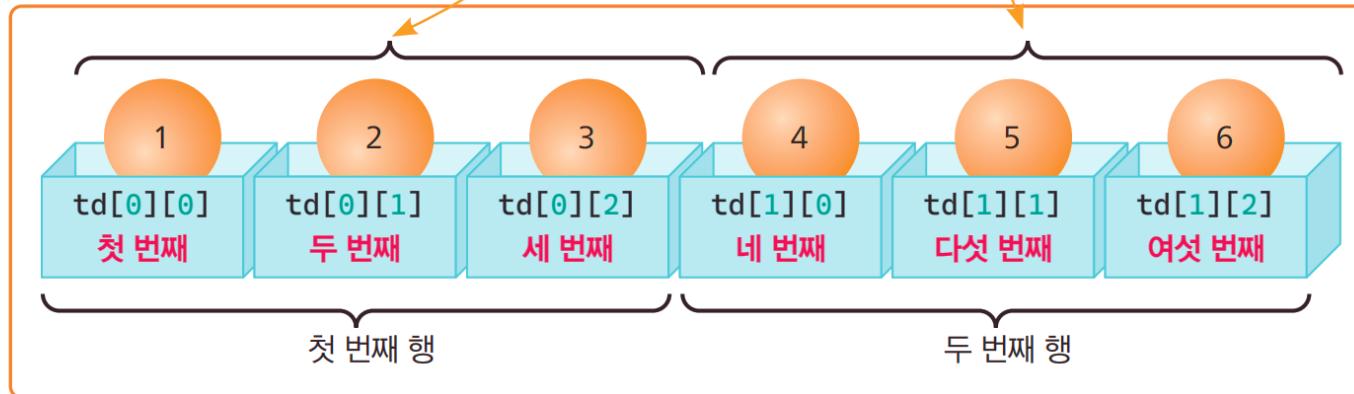 1 2 3 4 5 6
td[0][0] td[0][1] td[0][2] td[1][0] td[1][1] td[1][2]
첫 번째 두 번째 세 번째 네 번째 다섯 번째 여섯 번째
첫 번째 행 두 번째 행